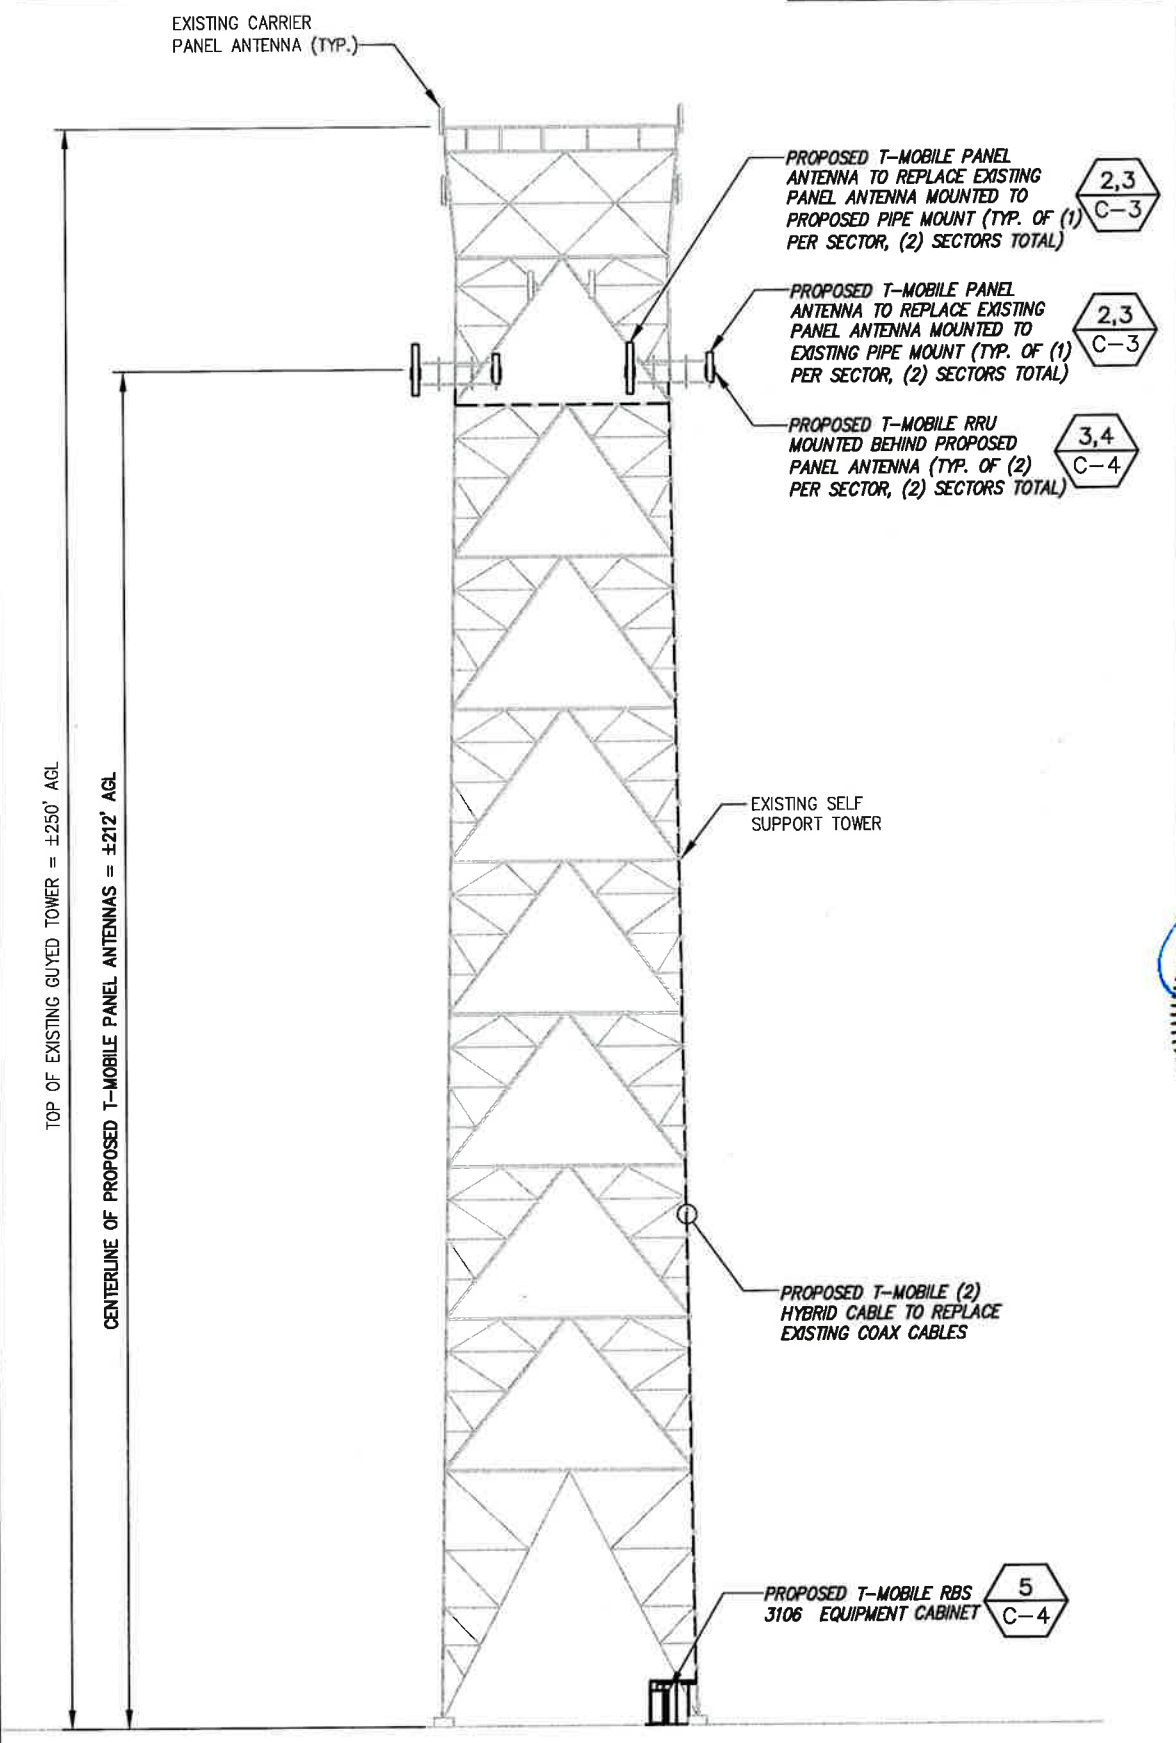 EXISTING CARRIER
PANEL ANTENNA (TYP.)
PROPOSED T-MOBILE PANEL
ANTENNA TO REPLACE EXISTING
PANEL ANTENNA MOUNTED TO
PROPOSED PIPE MOUNT (TYP. OF (1)
PER SECTOR, (2) SECTORS TOTAL)
2,3
C-3
PROPOSED T-MOBILE PANEL
ANTENNA TO REPLACE EXISTING
PANEL ANTENNA MOUNTED TO
EXISTING PIPE MOUNT (TYP. OF (1)
PER SECTOR, (2) SECTORS TOTAL)
2,3
C-3
PROPOSED T-MOBILE RRU
MOUNTED BEHIND PROPOSED
PANEL ANTENNA (TYP. OF (2)
PER SECTOR, (2) SECTORS TOTAL)
3,4
C-4
TOP OF EXISTING GUYED TOWER = ±250' AGL
CENTERLINE OF PROPOSED T-MOBILE PANEL ANTENNAS = ±212' AGL
EXISTING SELF
SUPPORT TOWER
PROPOSED T-MOBILE (2)
HYBRID CABLE TO REPLACE
EXISTING COAX CABLES
PROPOSED T-MOBILE RBS
3106 EQUIPMENT CABINET
5
C-4